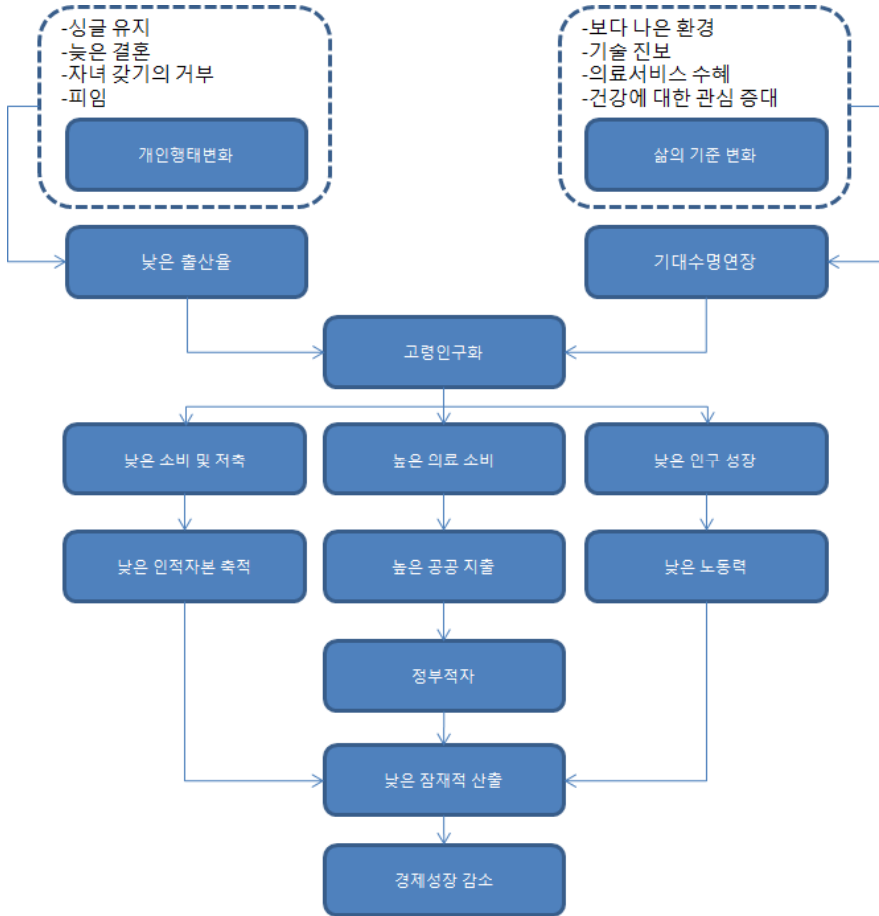 -싱글 유지
-늦은 결혼
-자녀 갖기의 거부
-피임
개인행태변화
-보다 나은 환경
-기술 진보
-의료서비스 수혜
-건강에 대한 관심 증대
삶의 기준 변화
낮은 출산율
기대수명연장
고령인구화
낮은 소비 및 저축
높은 의료 소비
낮은 인구 성장
낮은 인적자본 축적
높은 공공 지출
낮은 노동력
정부적자
낮은 잠재적 산출
경제성장 감소